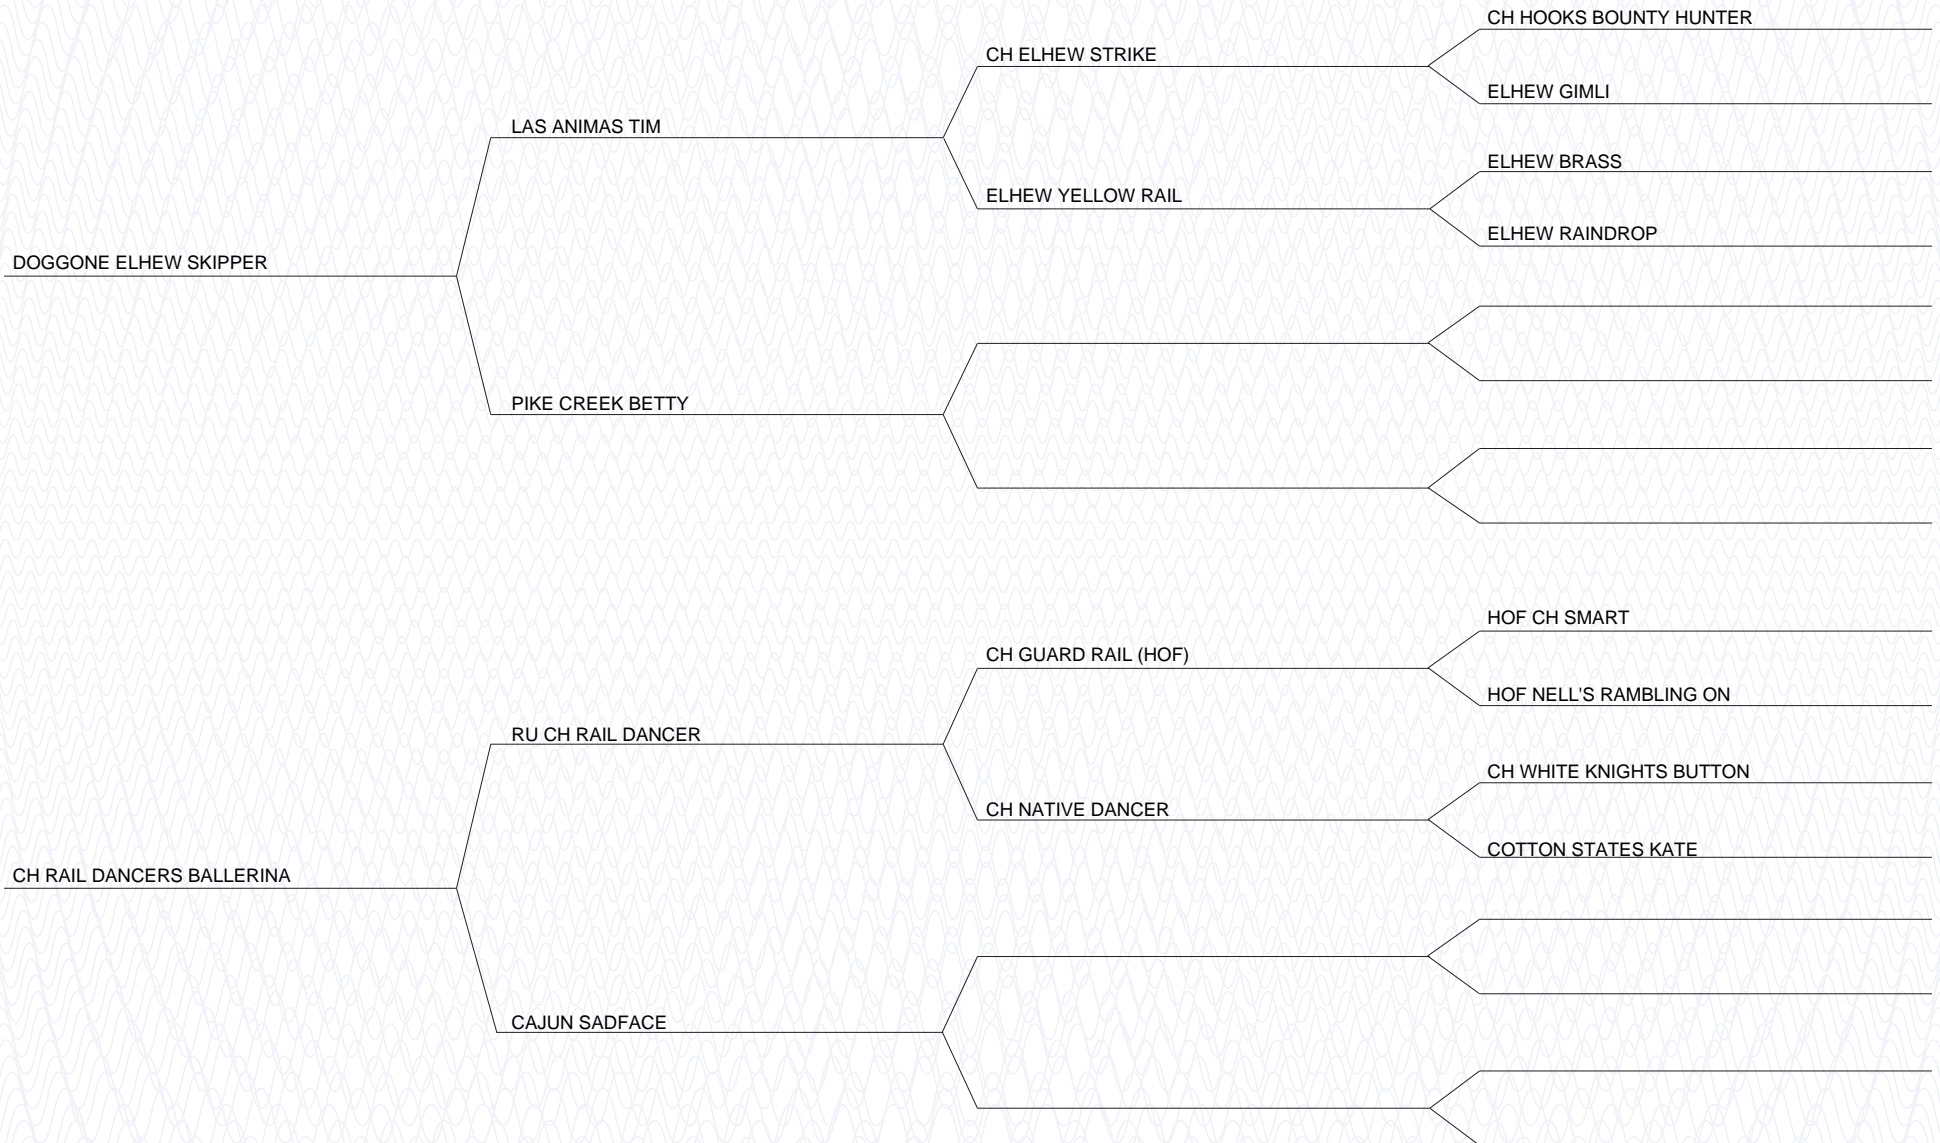 CH HOOKS BOUNTY HUNTER
CH ELHEW STRIKE
ELHEW GIMLI
LAS ANIMAS TIM
ELHEW BRASS
ELHEW YELLOW RAIL
ELHEW RAINDROP
DOGGONE ELHEW SKIPPER
PIKE CREEK BETTY
HOF CH SMART
CH GUARD RAIL (HOF)
HOF NELL'S RAMBLING ON
RU CH RAIL DANCER
CH WHITE KNIGHTS BUTTON
CH NATIVE DANCER
COTTON STATES KATE
CH RAIL DANCERS BALLERINA
CAJUN SADFACE